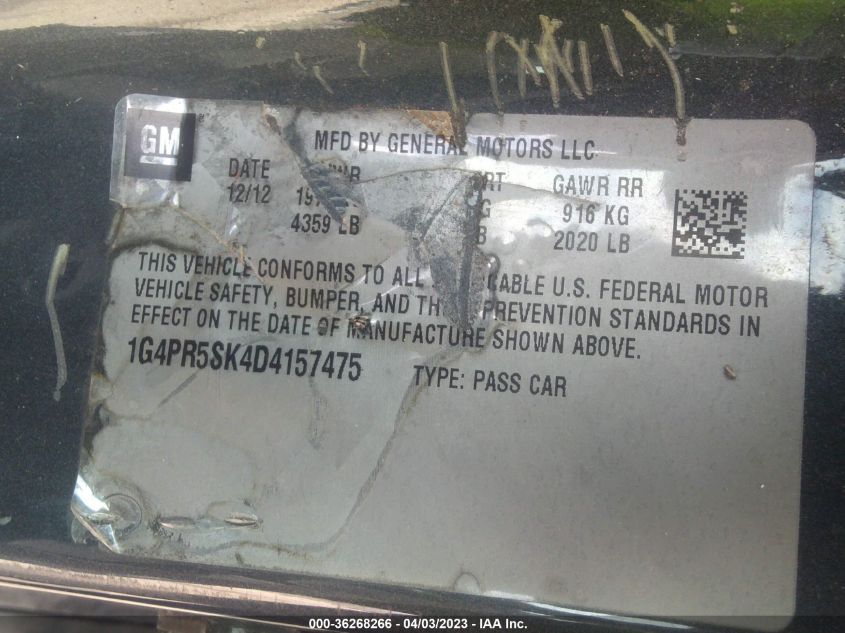 GM
MFD BY GENERAL MOTORS LLC
DATE GAWR RR
12/12 916 KG
4359 LB 2020 LB
THIS VEHICLE CONFORMS TO ALL CABLE U.S. FEDERAL MOTOR
VEHICLE SAFETY, BUMPER, AND PREVENTION STANDARDS IN
EFFECT ON THE DATE OF MANUFACTURE SHOWN ABOVE.
1G4PR5SK4D4157475 TYPE: PASS CAR
000-36268266 - 04/03/2023 - IAA Inc.